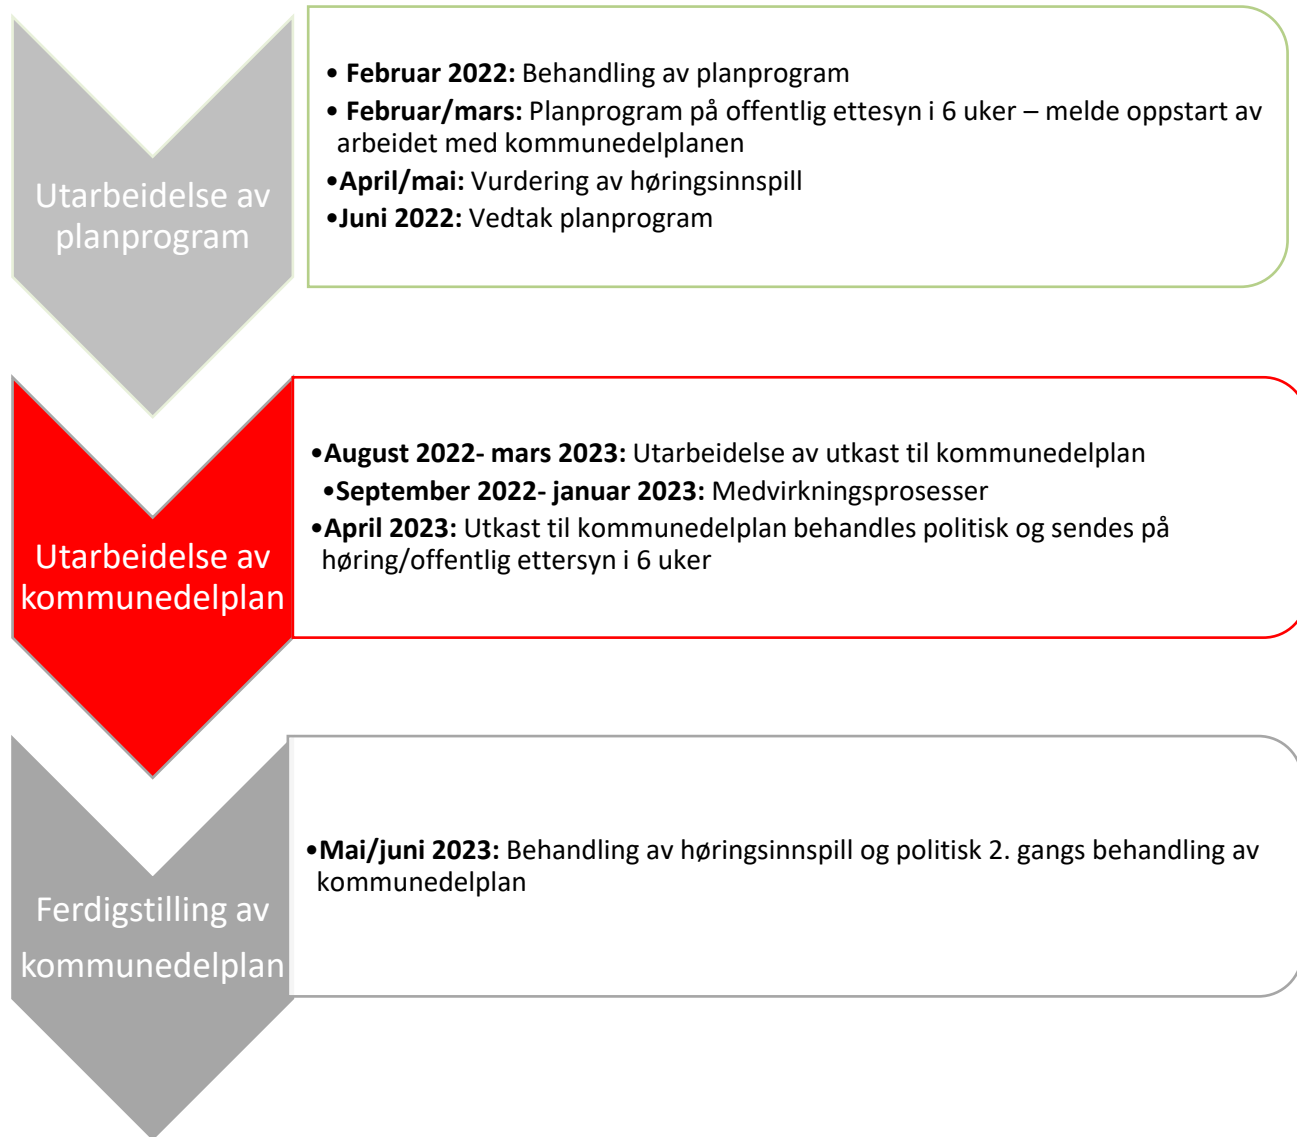 Utarbeidelse av
planprogram
• Februar 2022: Behandling av planprogram
• Februar/mars: Planprogram på offentlig ettesyn i 6 uker – melde oppstart av
arbeidet med kommunedelplanen
•April/mai: Vurdering av høringsinnspill
•Juni 2022: Vedtak planprogram
Utarbeidelse av
kommunedelplan
•August 2022- mars 2023: Utarbeidelse av utkast til kommunedelplan
•September 2022- januar 2023: Medvirkningsprosesser
•April 2023: Utkast til kommunedelplan behandles politisk og sendes på
høring/offentlig ettersyn i 6 uker
Ferdigstilling av
kommunedelplan
•Mai/juni 2023: Behandling av høringsinnspill og politisk 2. gangs behandling av
kommunedelplan